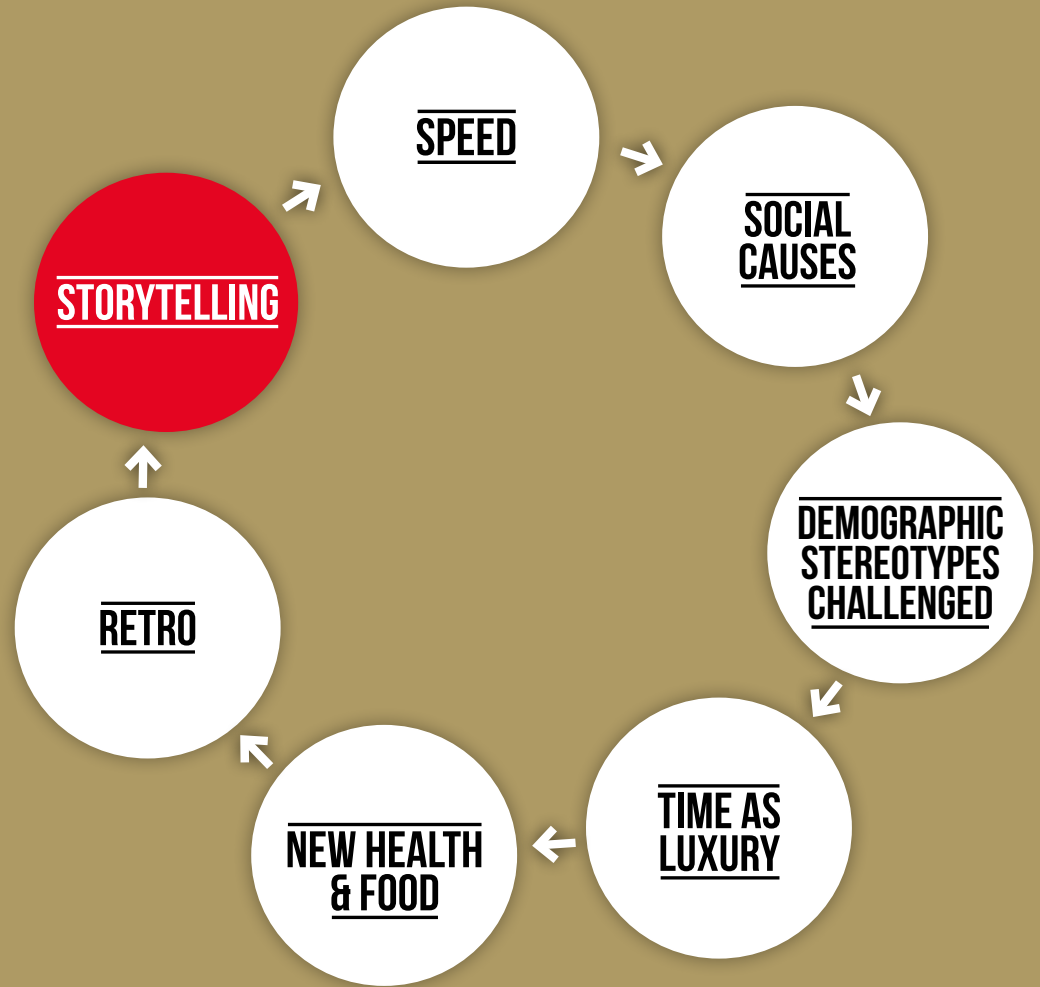 SPEED
SOCIAL
CAUSES
STORYTELLING
DEMOGRAPHIC
STEREOTYPES
CHALLENGED
RETRO
TIME AS
LUXURY
NEW HEALTH
& FOOD